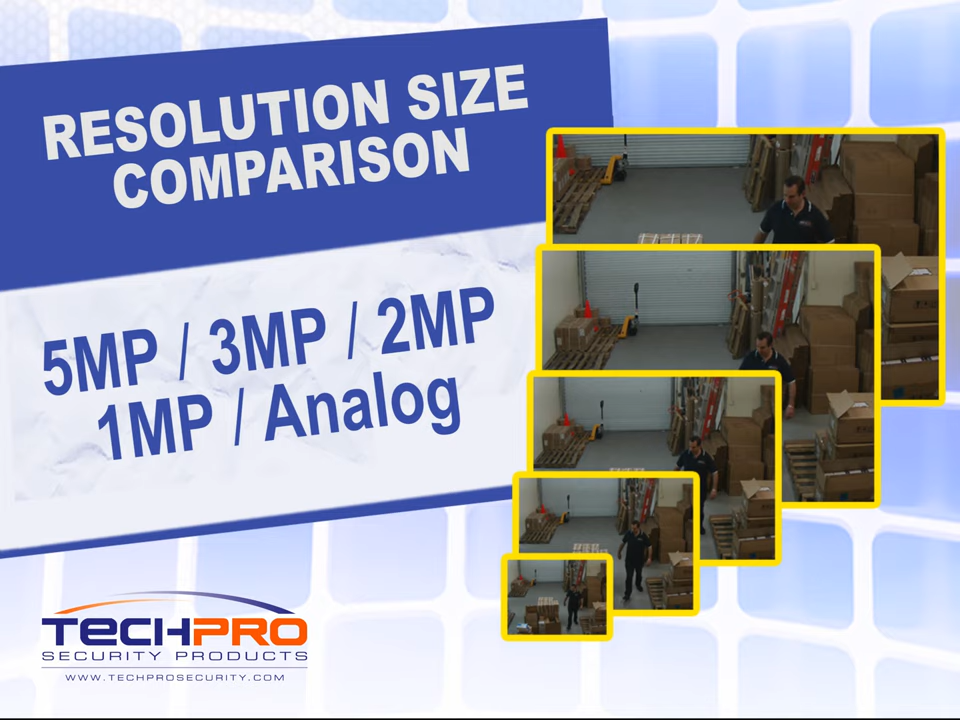 RESOLUTION SIZE
COMPARISON
5MP / 3MP / 2MP
1MP / Analog
TECHPRO
SECURITY PRODUCTS
WWW.TECHPROSECURITY.COM